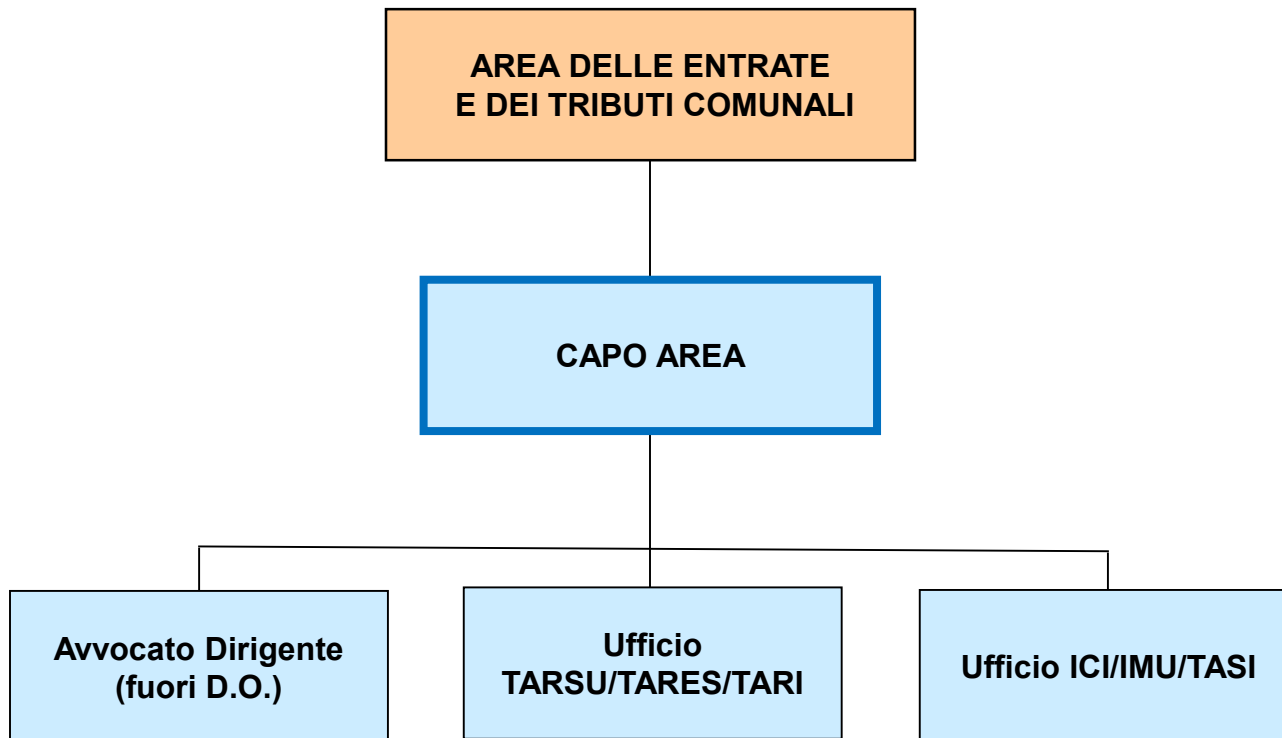 AREA DELLE ENTRATE
E DEI TRIBUTI COMUNALI
CAPO AREA
Avvocato Dirigente
(fuori D.O.)
Ufficio
TARSU/TARES/TARI
Ufficio ICI/IMU/TASI